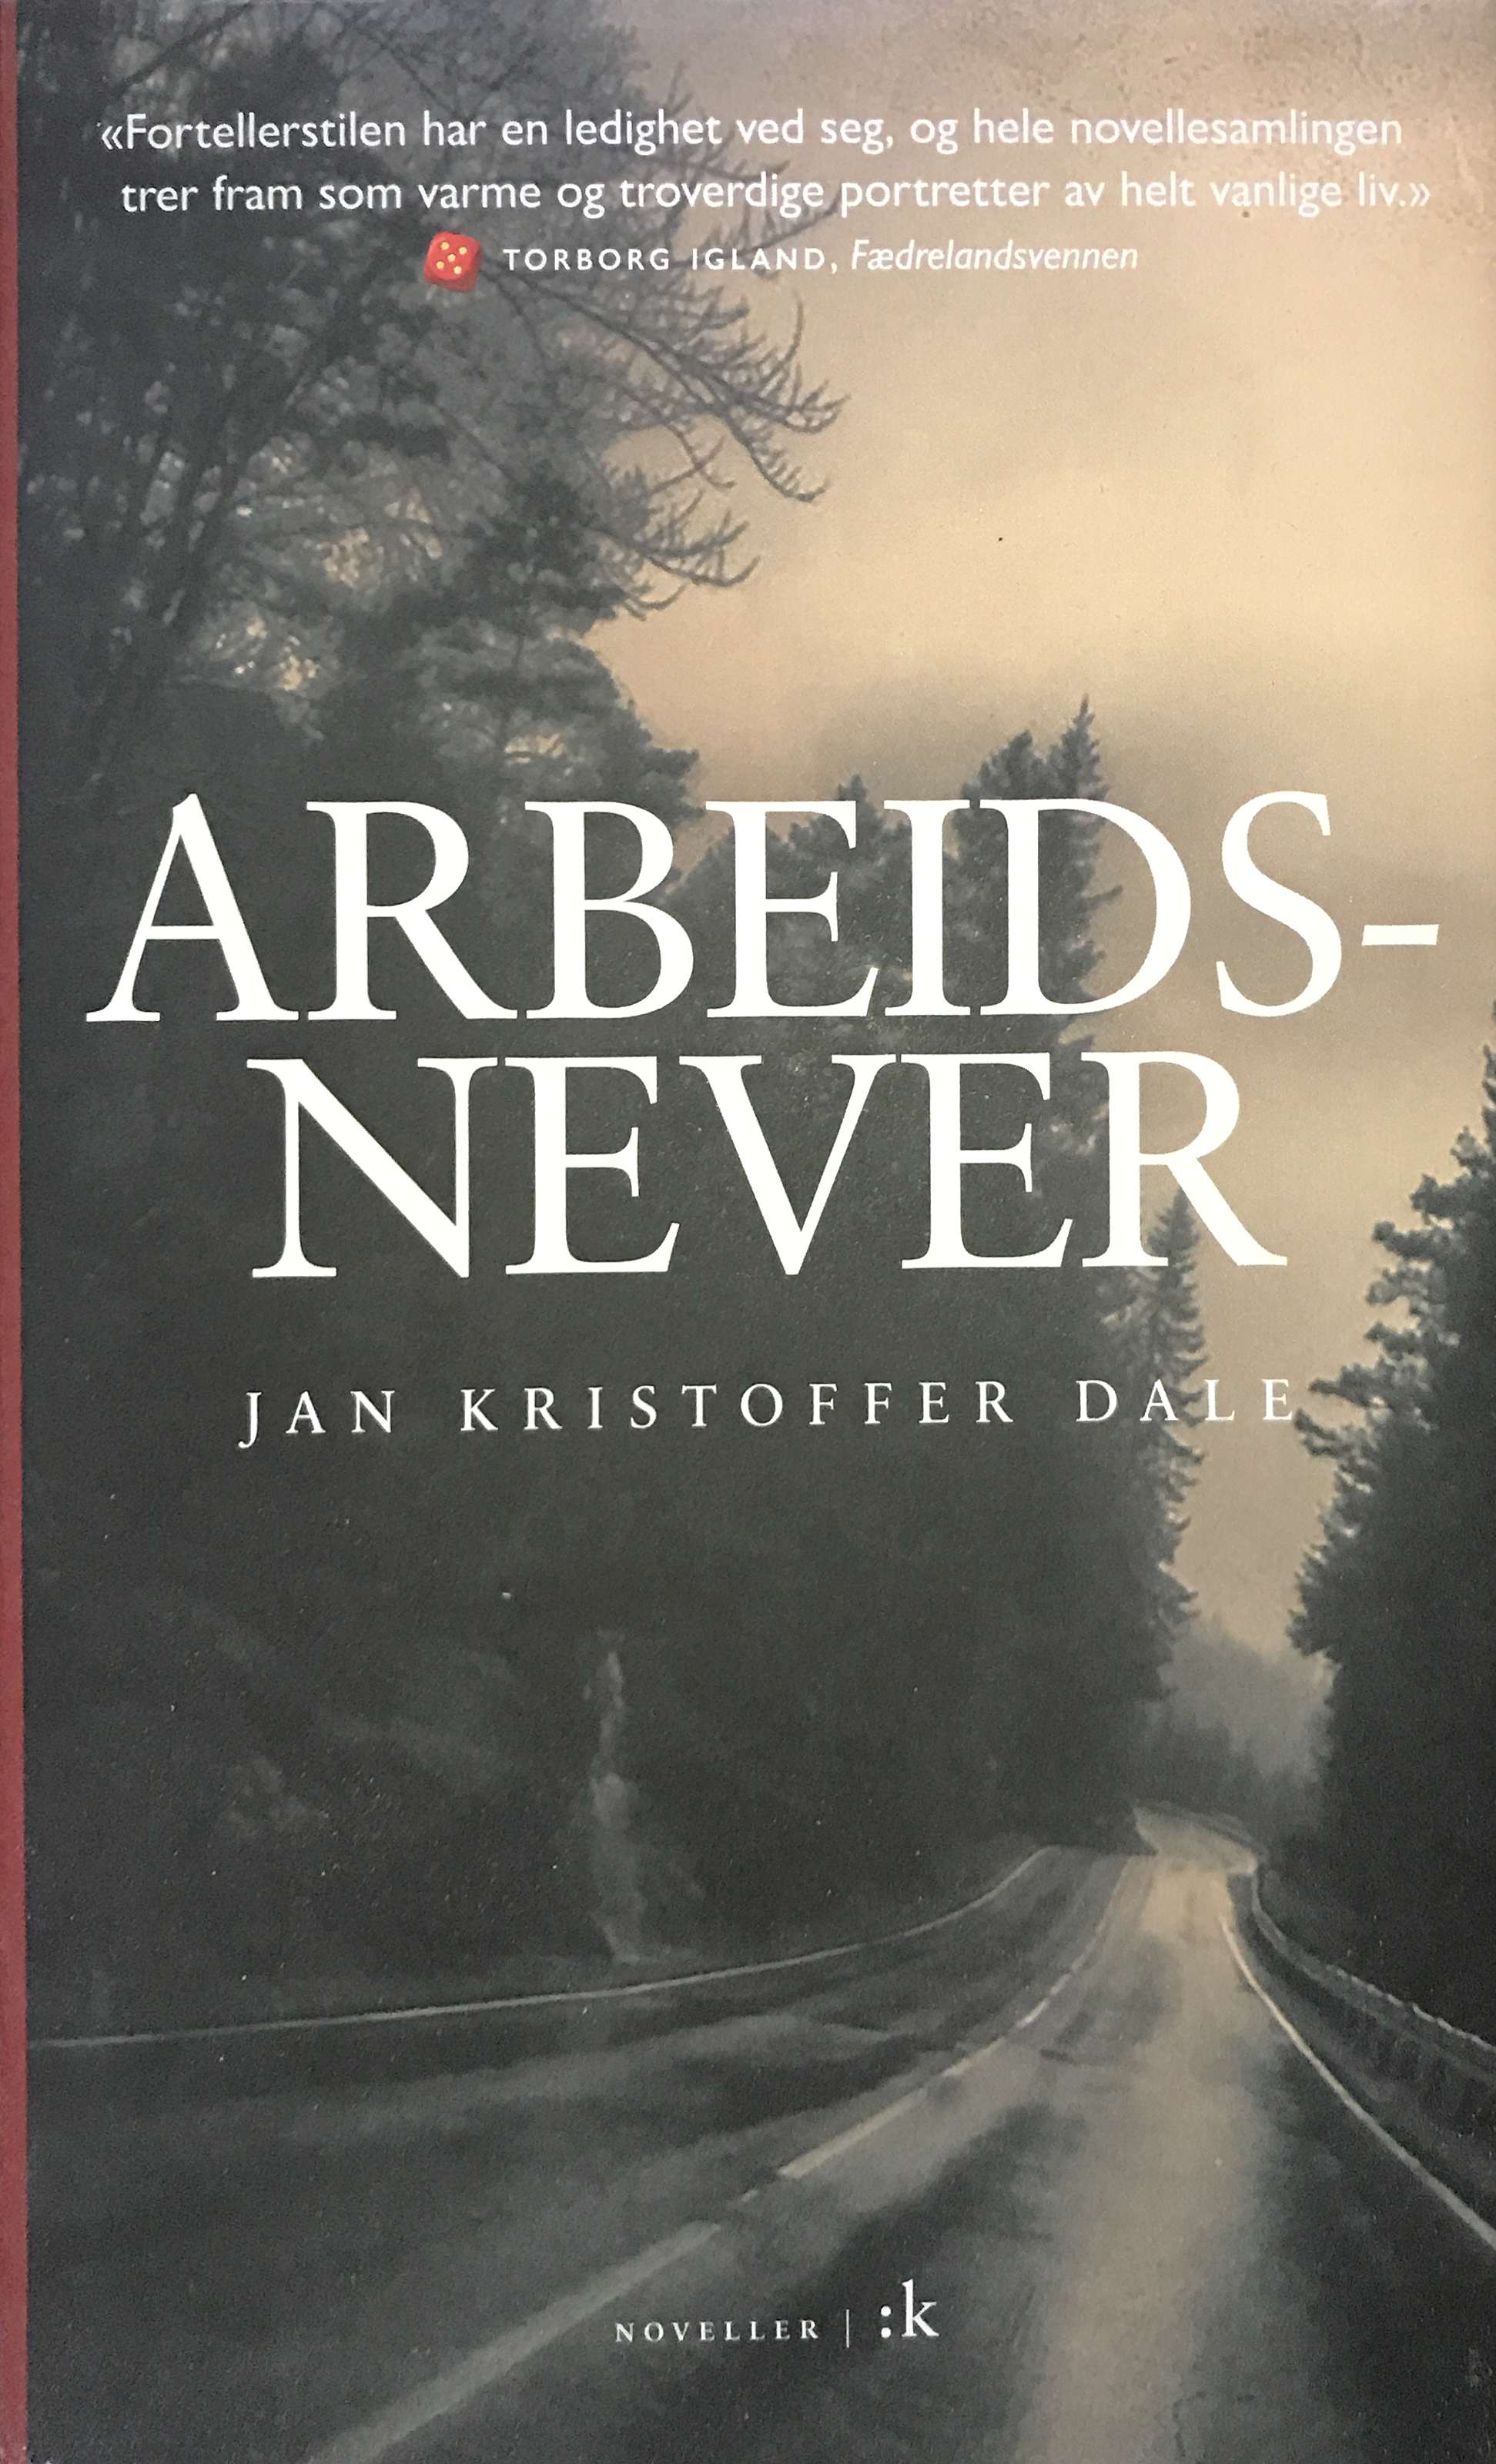 «Fortellerstilen har en ledighet ved seg, og hele novellesamlingen
trer fram som varme og troverdige portretter av helt vanlige liv.»
TORBORG IGLAND, Fædrelandsvennen
ARBEIDS-
NEVER
JAN KRISTOFFER DALE
NOVELLER | :k